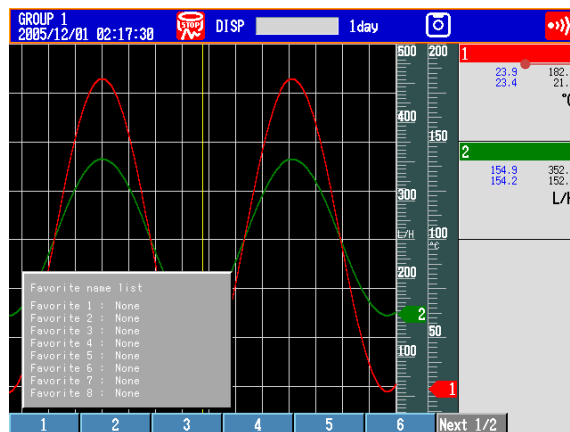 GROUP 1
2005/12/01 02:17:30
STOP
DISP
1day
500 200
400
150
300
L/H
100
°C
200
50
100
2
1
1
23.9 182.
23.4 21.
°C
2
154.9 352.
154.2 152.
L/H
Favorite name list
Favorite 1 : None
Favorite 2 : None
Favorite 3 : None
Favorite 4 : None
Favorite 5 : None
Favorite 6 : None
Favorite 7 : None
Favorite 8 : None
1 2 3 4 5 6 Next 1/2